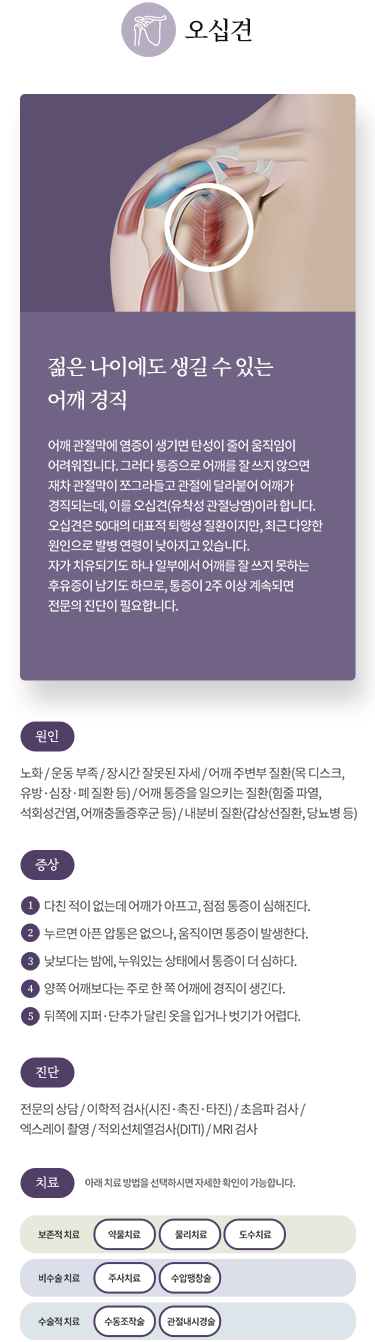 오십견
젊은 나이에도 생길 수 있는
어깨 경직
어깨 관절막에 염증이 생기면 탄성이 줄어 움직임이
어려워집니다. 그러다 통증으로 어깨를 잘 쓰지 않으면
재차 관절막이 쪼그라들고 관절에 달라붙어 어깨가
경직되는데, 이를 오십견(유착성 관절낭염)이라 합니다.
오십견은 50대의 대표적 퇴행성 질환이지만, 최근 다양한
원인으로 발병 연령이 낮아지고 있습니다.
자가 치유되기도 하나 일부에서 어깨를 잘 쓰지 못하는
후유증이 남기도 하므로, 통증이 2주 이상 계속되면
전문의 진단이 필요합니다.
원인
노화 / 운동 부족 / 장시간 잘못된 자세 / 어깨 주변부 질환(목 디스크,
유방·심장·폐 질환 등) / 어깨 통증을 일으키는 질환(힘줄 파열,
석회성건염, 어깨충돌증후군 등) / 내분비 질환(갑상선질환, 당뇨병 등)
증상
1 다친 적이 없는데 어깨가 아프고, 점점 통증이 심해진다.
2 누르면 아픈 압통은 없으나, 움직이면 통증이 발생한다.
3 낮보다는 밤에, 누워있는 상태에서 통증이 더 심하다.
4 양쪽 어깨보다는 주로 한 쪽 어깨에 경직이 생긴다.
5 뒤쪽에 지퍼·단추가 달린 옷을 입거나 벗기가 어렵다.
진단
전문의 상담 / 이학적 검사(시진·촉진·타진) / 초음파 검사 /
엑스레이 촬영 / 적외선체열검사(DITI) / MRI 검사
치료 아래 치료 방법을 선택하시면 자세한 확인이 가능합니다.
보존적 치료 약물치료 물리치료 도수치료
비수술 치료 주사치료 수압팽창술
수술적 치료 수동조작술 관절내시경술